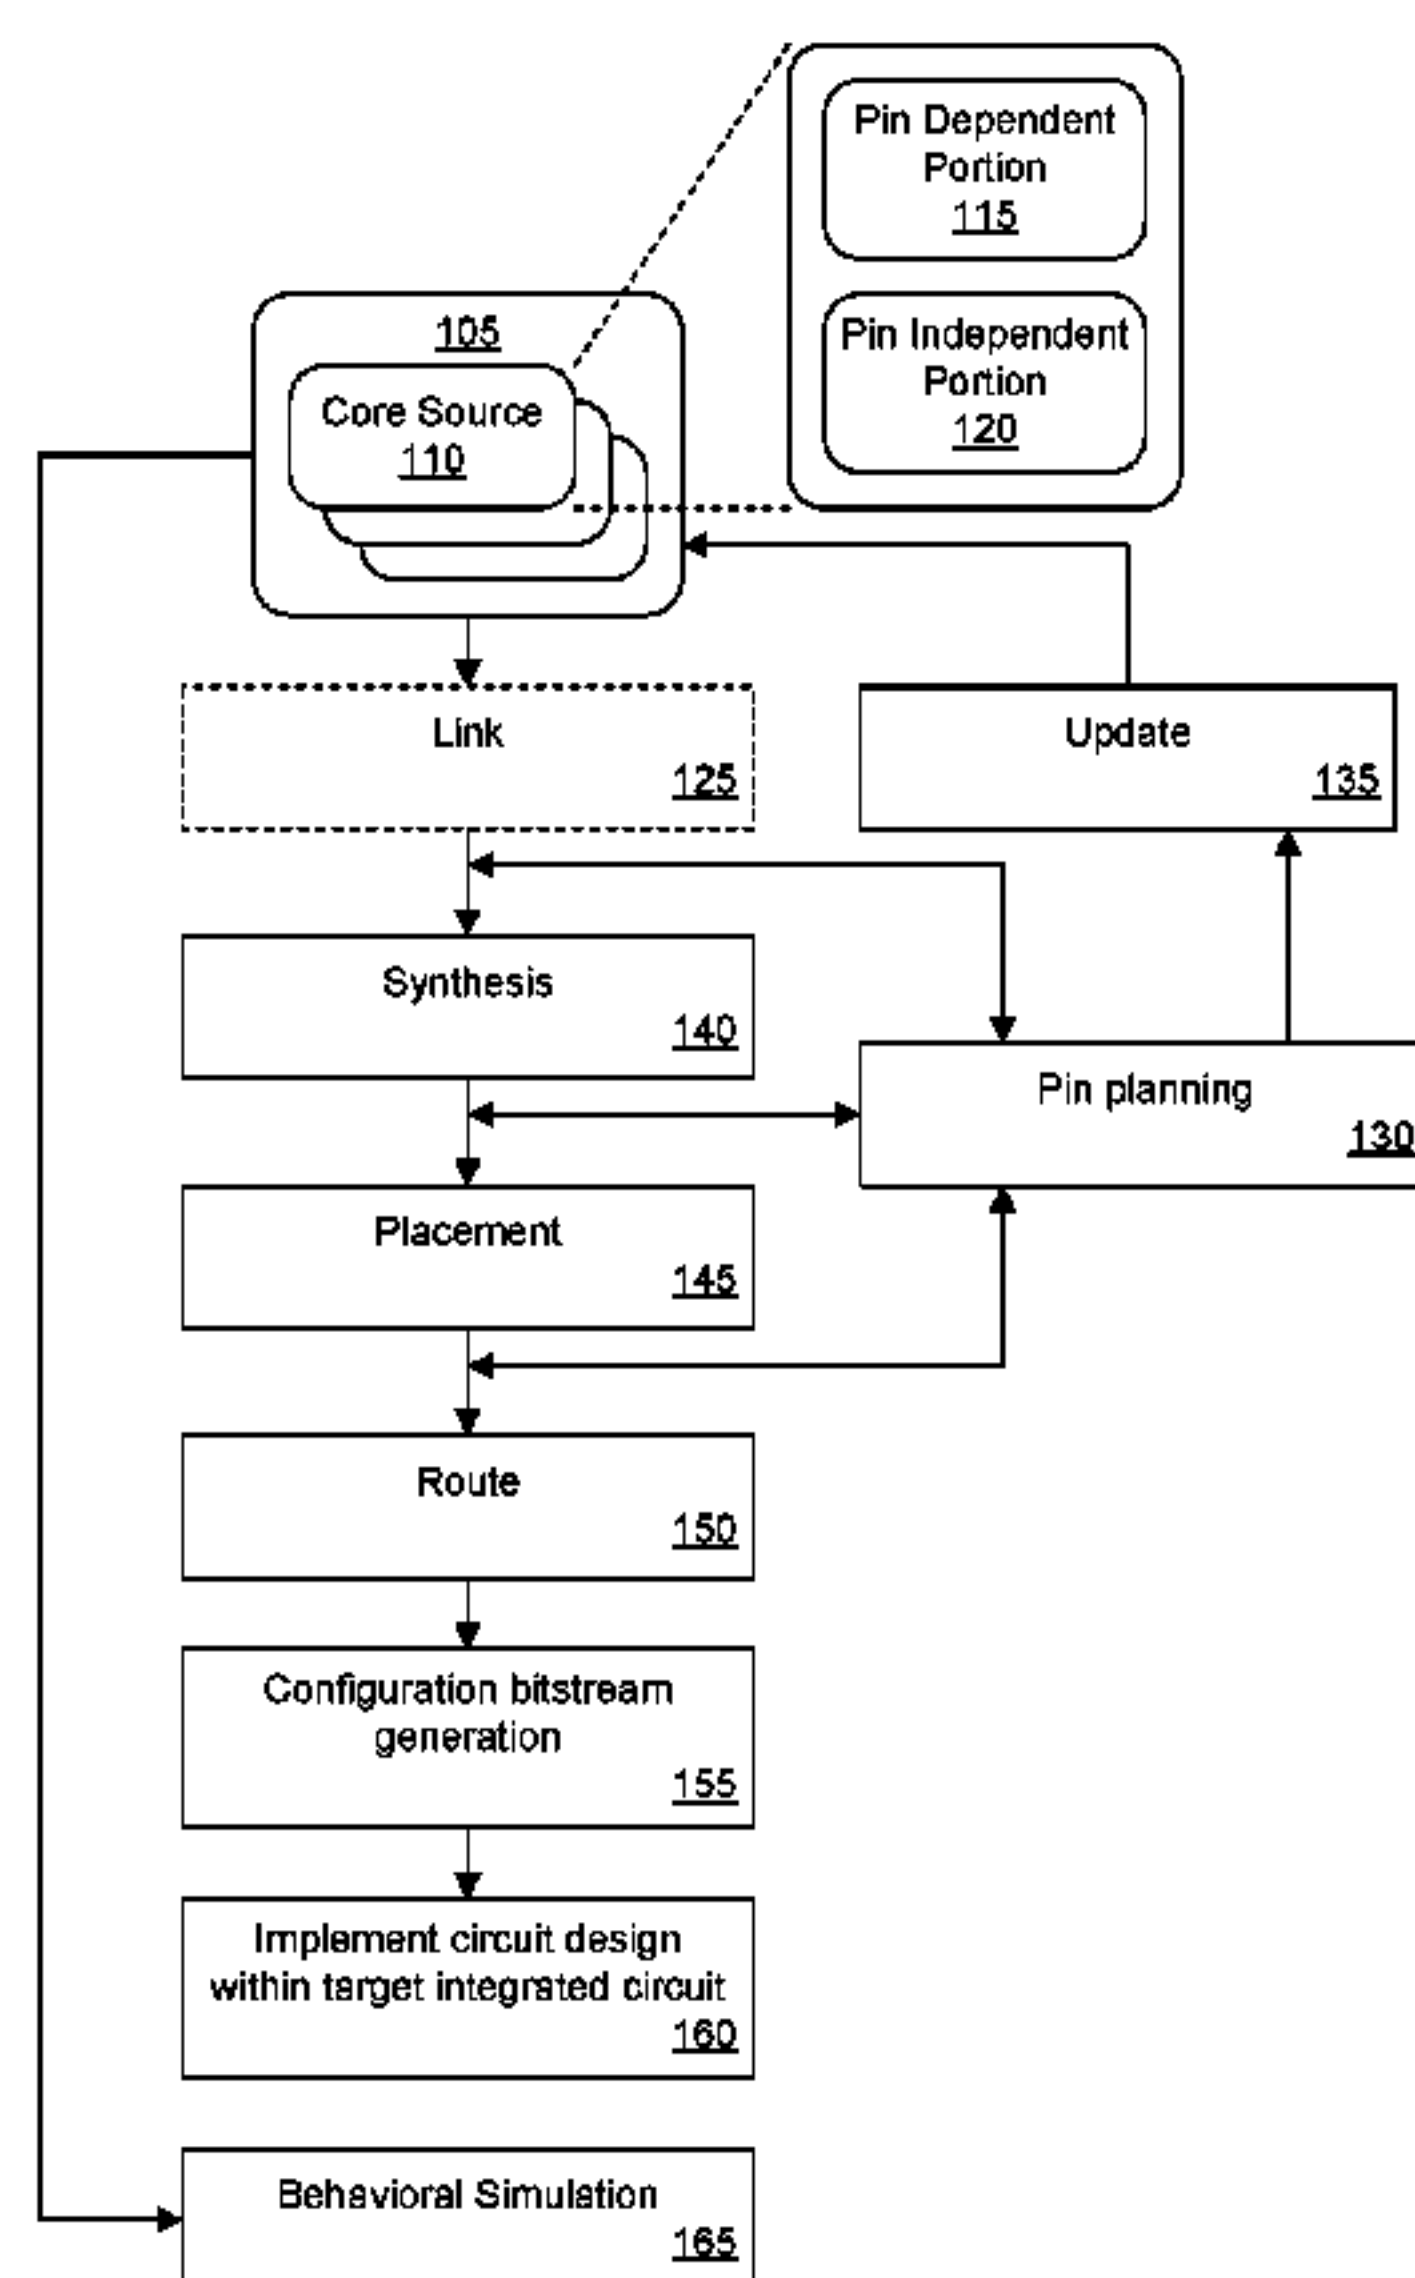 Pin Dependent
Portion
115
Pin Independent
Portion
120
105
Core Source
110
Link
125
Update
135
Synthesis
140
Pin planning
130
Placement
145
Route
150
Configuration bitstream
generation
155
Implement circuit design
within target integrated circuit
160
Behavioral Simulation
165